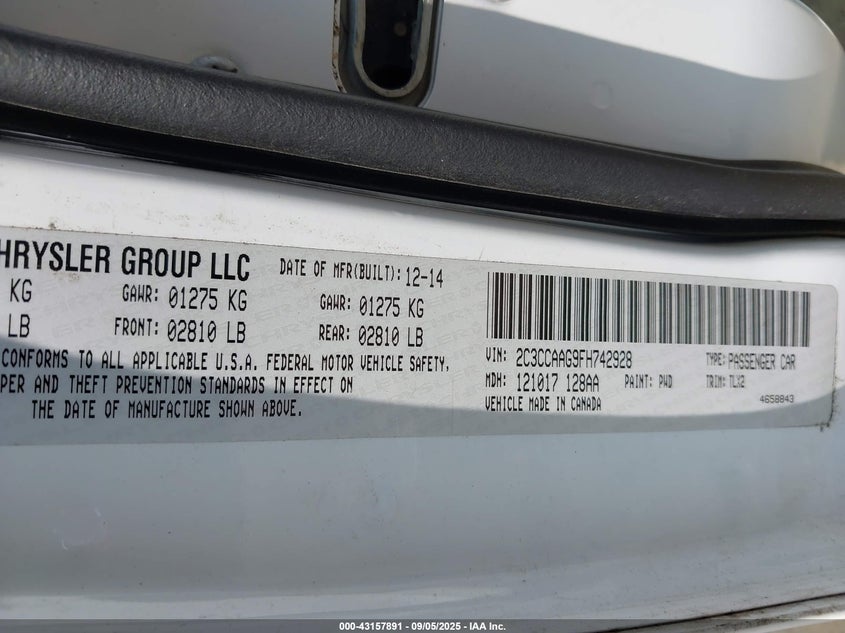 HRYSLER GROUP LLC
DATE OF MFR(BUILT): 12-14
KG GAWR: 01275 KG GAWR: 01275 KG
LB FRONT: 02810 LB REAR: 02810 LB
CONFORMS TO ALL APPLICABLE U.S.A. FEDERAL MOTOR VEHICLE SAFETY,
PER AND THEFT PREVENTION STANDARDS IN EFFECT ON
THE DATE OF MANUFACTURE SHOWN ABOVE.
VIN: 2C3CCAAG9FH742928 TYPE: PASSENGER CAR
MDH: 121017 128AA PAINT: PWD TRIM: TLX2
VEHICLE MADE IN CANADA 4658843
000-43157891 - 09/05/2025 - IAA Inc.